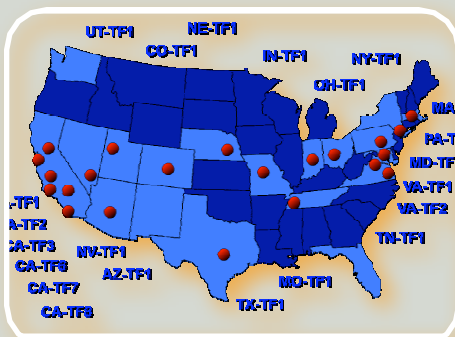 UT-TF1
NE-TF1
CO-TF1
IN-TF1
NY-TF1
OH-TF1
MA
PA-T
MD-TF
VA-TF1
VA-TF2
TN-TF1
MO-TF1
TX-TF1
AZ-TF1
NV-TF1
-TF1
A-TF2
CA-TF3
CA-TF6
CA-TF7
CA-TF8